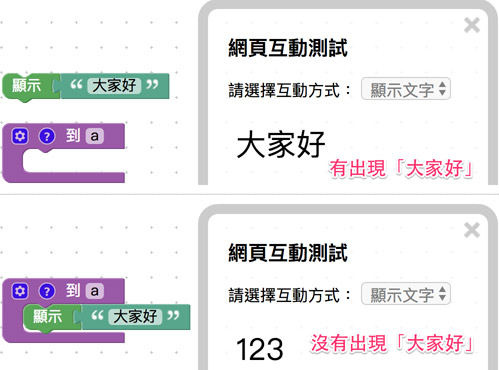 網頁互動測試
顯示 “ 大家好 ”
請選擇互動方式： 顯示文字
? 到 a
大家好
有出現「大家好」
網頁互動測試
? 到 a
請選擇互動方式： 顯示文字
顯示 “ 大家好 ”
123
沒有出現「大家好」